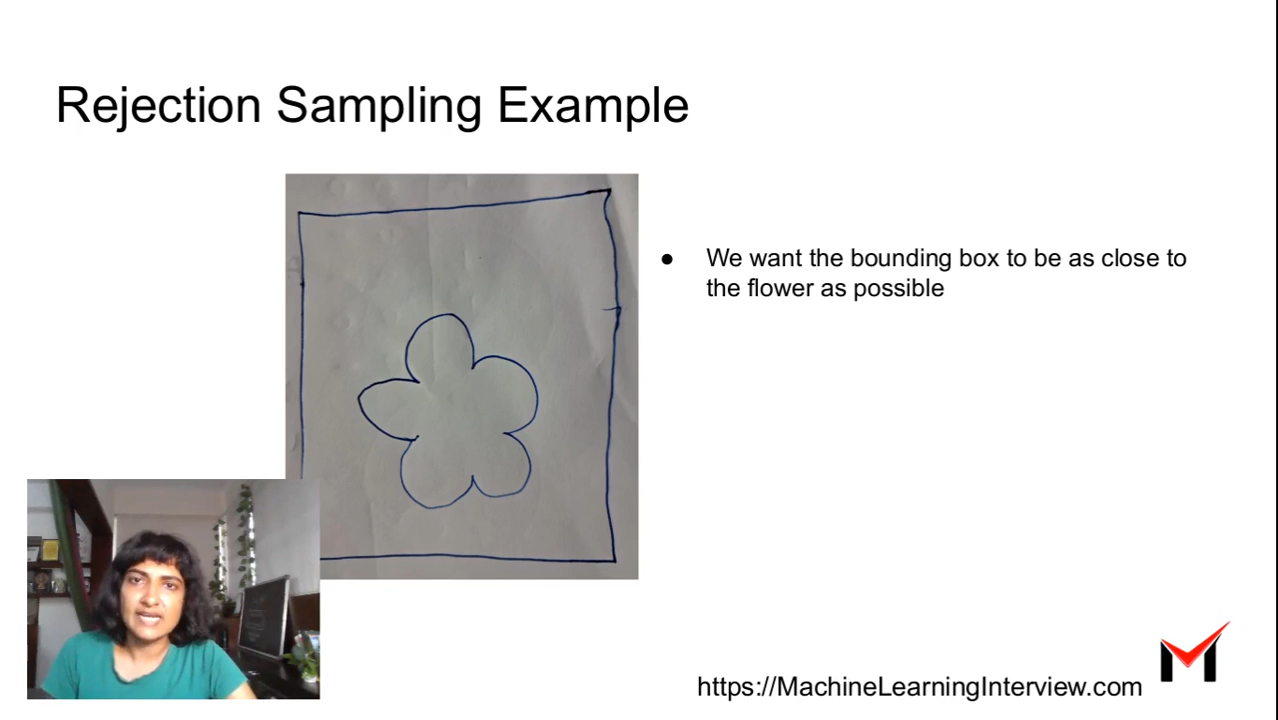 Rejection Sampling Example
● We want the bounding box to be as close to
the flower as possible
https://MachineLearningInterview.com